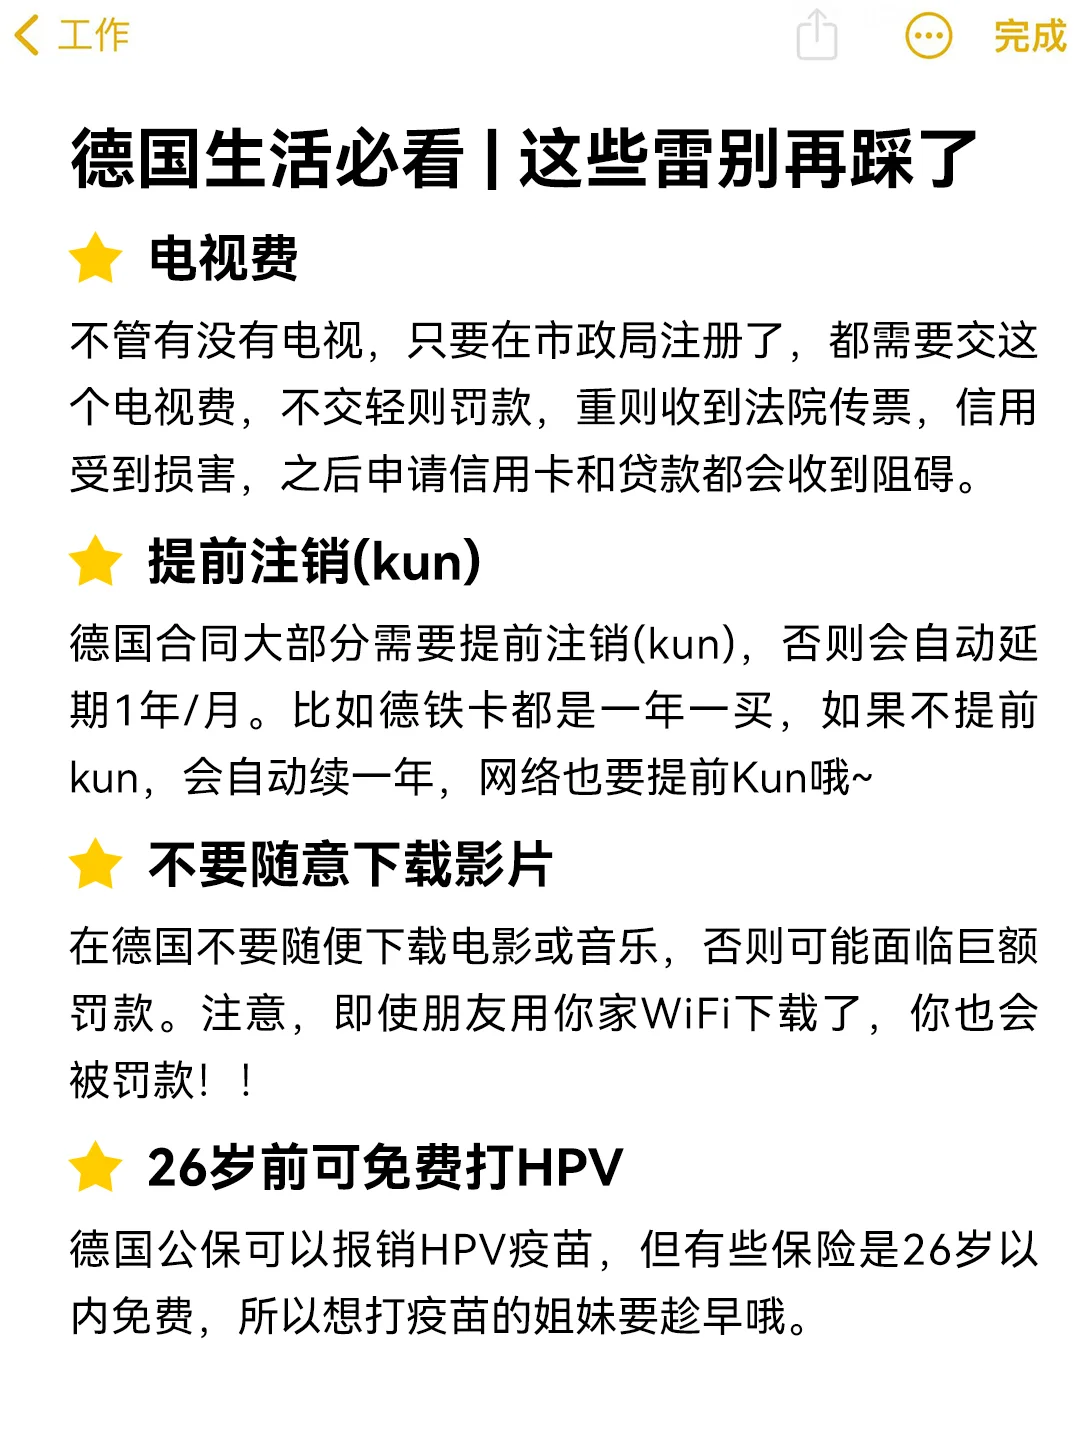 工作
完成
德国生活必看 | 这些雷别再踩了
电视费
不管有没有电视，只要在市政局注册了，都需要交这
个电视费，不交轻则罚款，重则收到法院传票，信用
受到损害，之后申请信用卡和贷款都会收到阻碍。
提前注销(kun)
德国合同大部分需要提前注销(kun)，否则会自动延
期1年/月。比如德铁卡都是一年一买，如果不提前
kun，会自动续一年，网络也要提前Kun哦~
不要随意下载影片
在德国不要随便下载电影或音乐，否则可能面临巨额
罚款。注意，即使朋友用你家WiFi下载了，你也会
被罚款！！
26岁前可免费打HPV
德国公保可以报销HPV疫苗，但有些保险是26岁以
内免费，所以想打疫苗的姐妹要趁早哦。